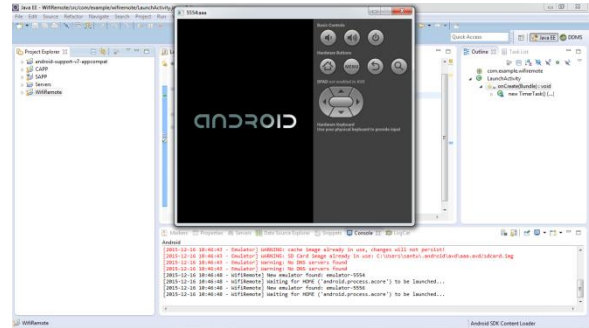 Java EE - WifiRemote/src/com/example/wifiremote/LaunchActivity.java
File Edit Source Refactor Navigate Search Project Run
5554:aaa
Quick Access
Java EE
DDMS
Project Explorer
android-support-v7-appcompat
CAPP
SAPP
Servers
WifiRemote
Basic Controls
Hardware Buttons
MENU
DPAD not enabled in AVD
Hardware Keyboard
Use your physical keyboard to provide input
ANDROID
Outline
Task List
com.example.wifiremote
LaunchActivity
onCreate(Bundle) : void
new TimerTask() {...}
Markers Properties Servers Data Source Explorer Snippets Console LogCat
Android
[2015-12-16 10:46:43 - Emulator] WARNING: Cache image already in use, changes will not persist!
[2015-12-16 10:46:43 - Emulator] WARNING: SD Card image already in use: C:\Users\santu\.android\avd\aaa.avd/sdcard.img
[2015-12-16 10:46:43 - Emulator] Warning: No DNS servers found
[2015-12-16 10:46:43 - Emulator] Warning: No DNS servers found
[2015-12-16 10:46:48 - WifiRemote] New emulator found: emulator-5554
[2015-12-16 10:46:48 - WifiRemote] Waiting for HOME ('android.process.acore') to be launched...
[2015-12-16 10:46:48 - WifiRemote] New emulator found: emulator-5556
[2015-12-16 10:46:48 - WifiRemote] Waiting for HOME ('android.process.acore') to be launched...
WifiRemote
Android SDK Content Loader